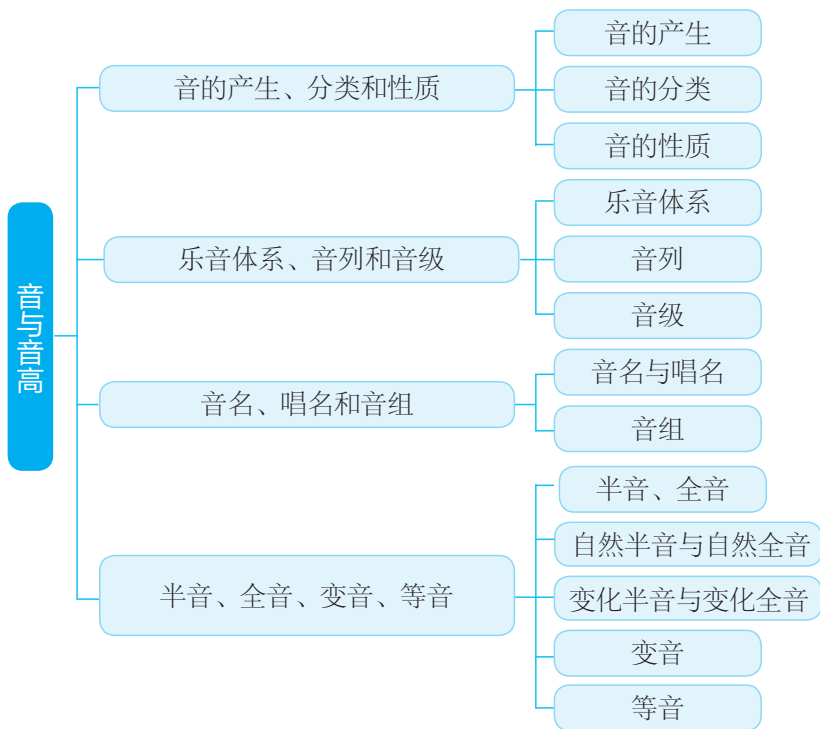 音与音高
音的产生、分类和性质
音的产生
音的分类
音的性质
乐音体系、音列和音级
乐音体系
音列
音级
音名、唱名和音组
音名与唱名
音组
半音、全音、变音、等音
半音、全音
自然半音与自然全音
变化半音与变化全音
变音
等音